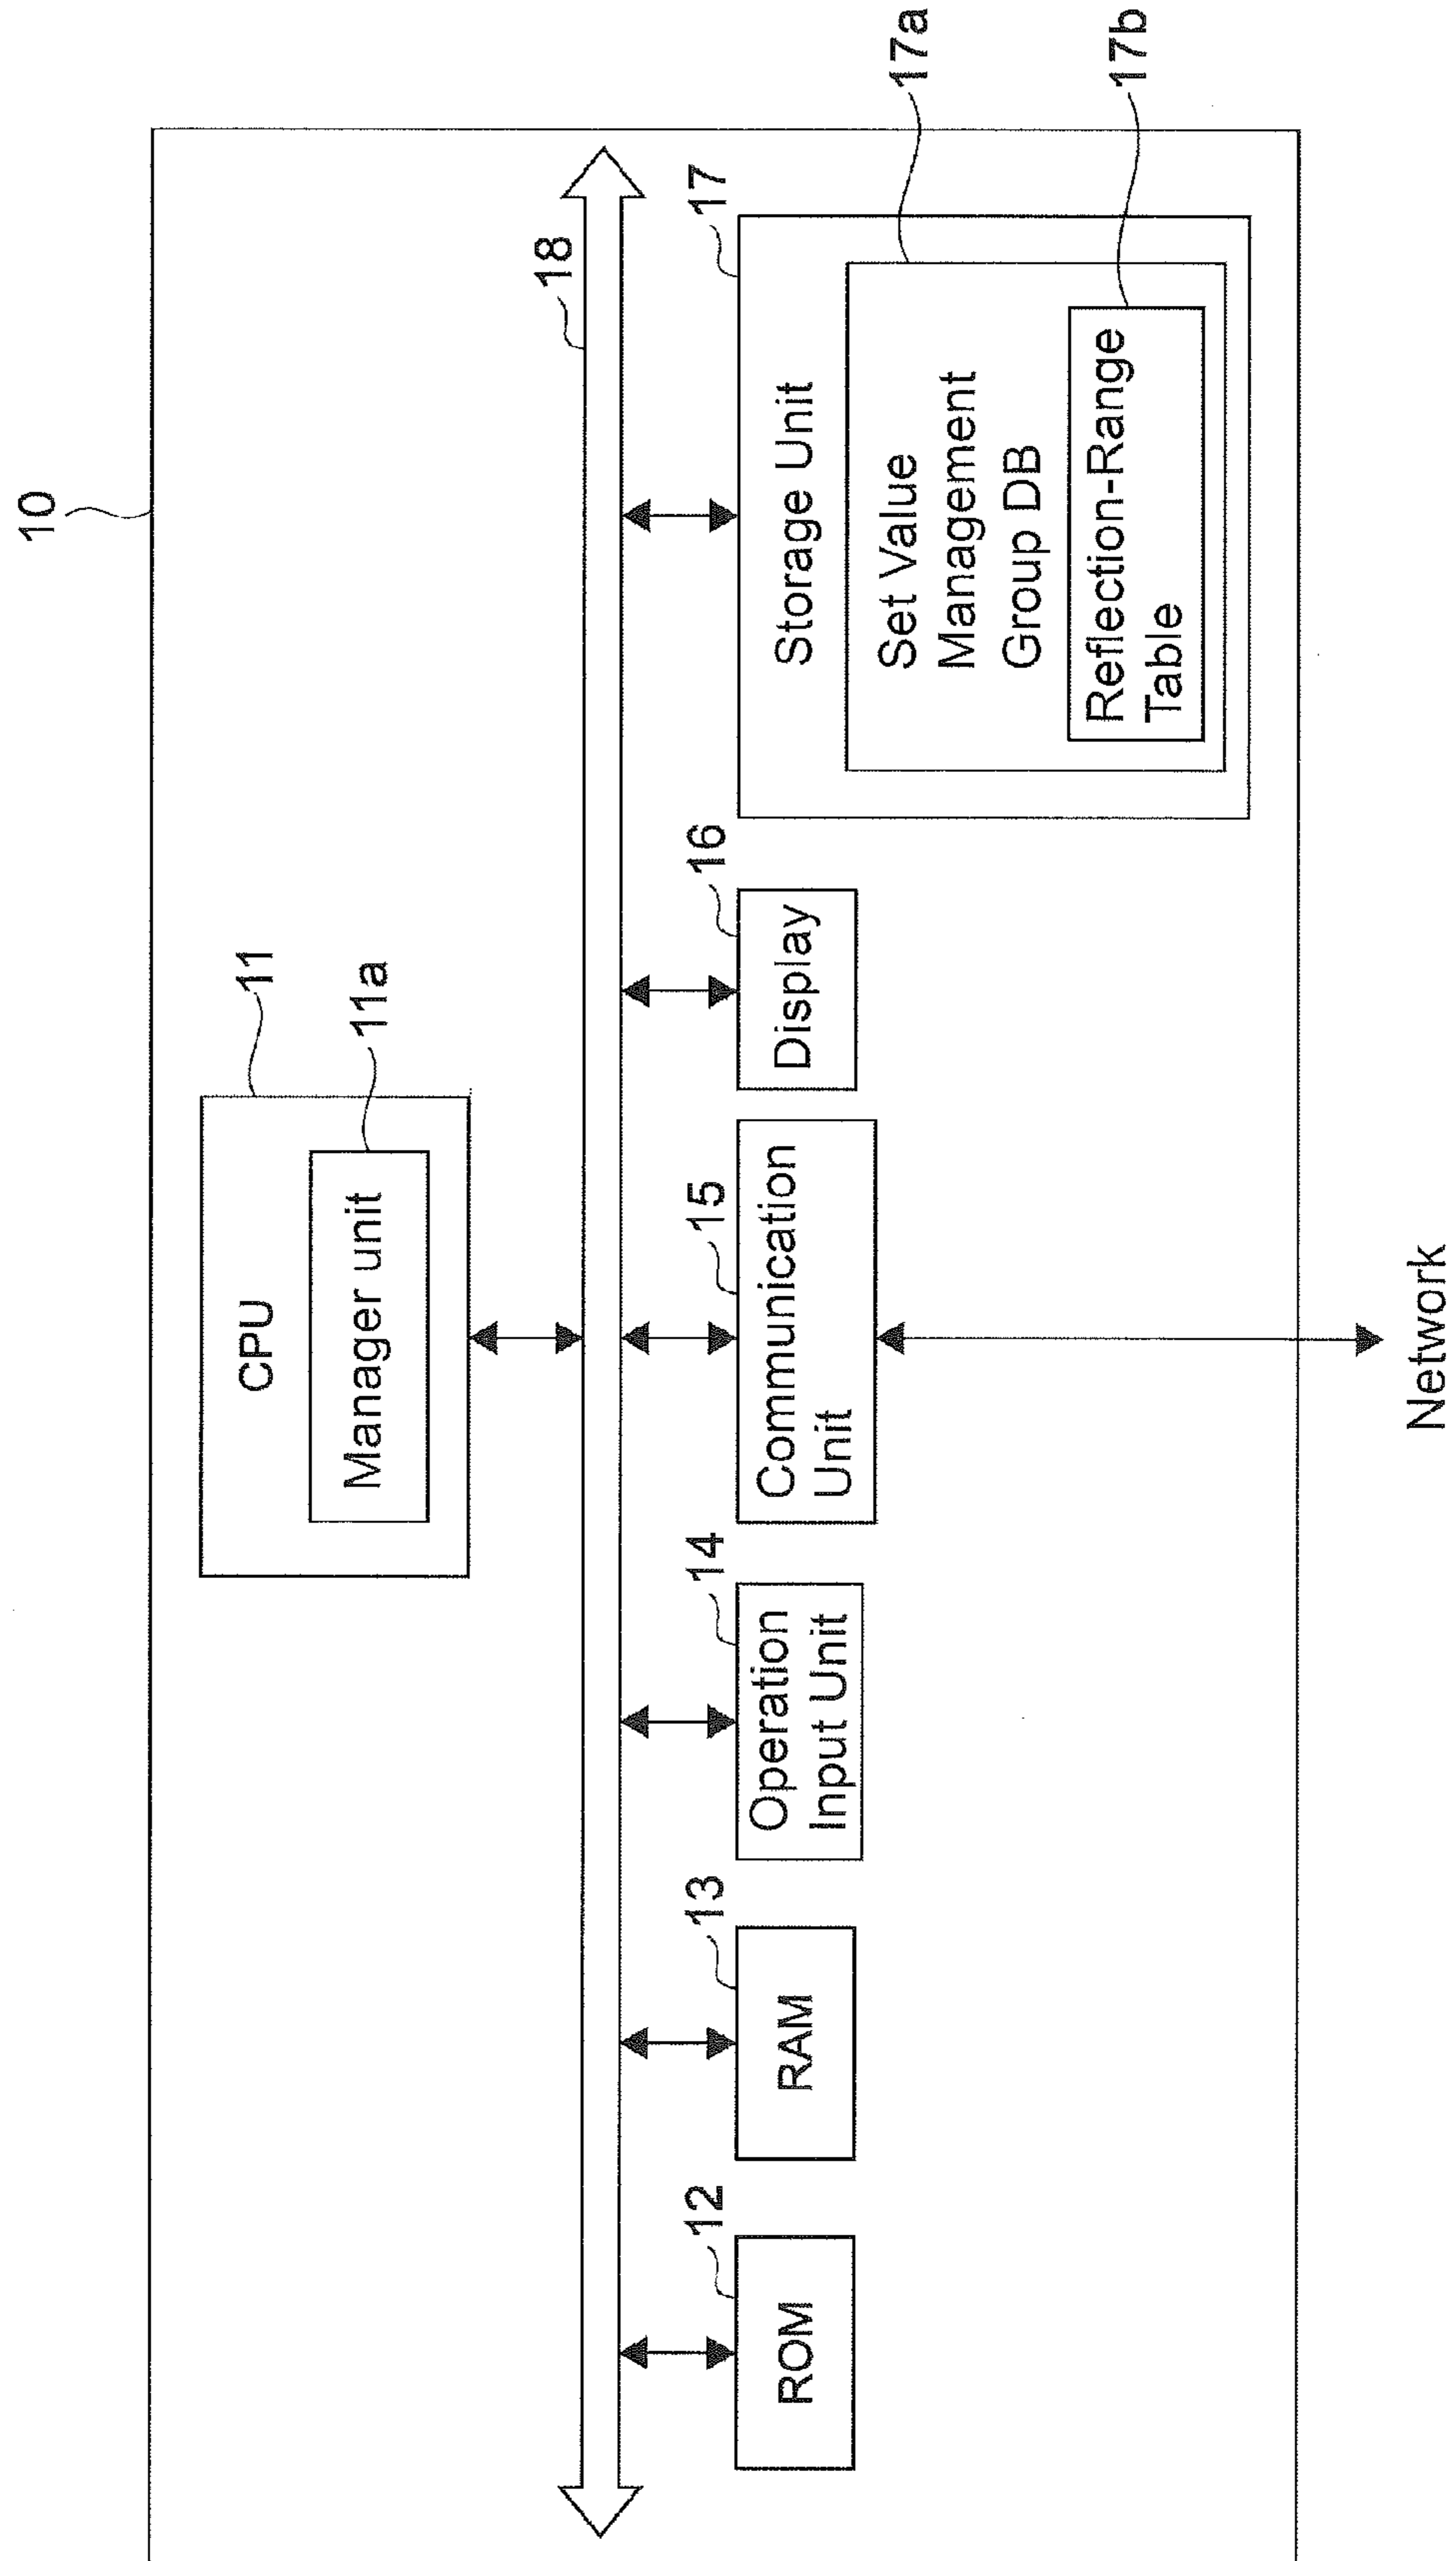 10
11
CPU
11a
Manager unit
18
12
ROM
13
RAM
14
Operation
Input Unit
15
Communication
Unit
16
Display
17
Storage Unit
17a
Set Value
Management
Group DB
17b
Reflection-Range
Table
Network